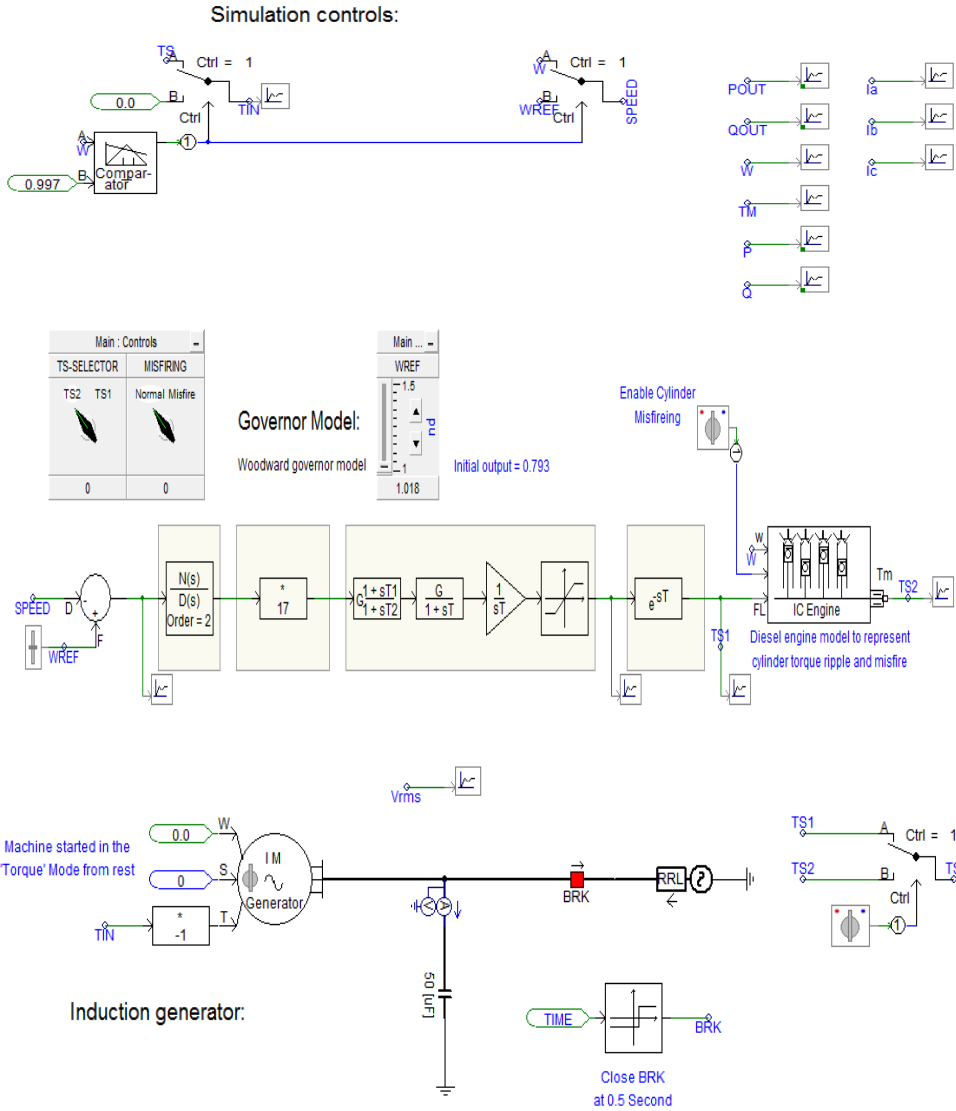 Simulation controls:
TS
A
Ctrl = 1
0.0
B
TIN
Ctrl
A
W
Ctrl = 1
B
WREF
Ctrl
SPEED
A
W
Compar-
ator
B
0.997
1
POUT
QOUT
W
TM
P
Q
Ia
Ib
Ic
Main : Controls
TS-SELECTOR
MISFIRING
TS2 TS1
Normal Misfire
0
0
Main ...
WREF
1.5
1
pu
1.018
Governor Model:
Woodward governor model
Initial output = 0.793
Enable Cylinder
Misfireing
1
SPEED
D
-
+
F
WREF
N(s)
D(s)
Order = 2
*
17
G 1 + sT1
1 + sT2
G
1 + sT
1
sT
e-sT
TS1
W
W
FL
IC Engine
Tm
TS2
Diesel engine model to represent
cylinder torque ripple and misfire
Vrms
Machine started in the
'Torque' Mode from rest
0.0
W
0
S
TIN
*
-1
T
I M
Generator
V
A
50 [uF]
BRK
RRL
TS1
A
Ctrl = 1
TS2
B
TS
Ctrl
1
Induction generator:
TIME
BRK
Close BRK
at 0.5 Second